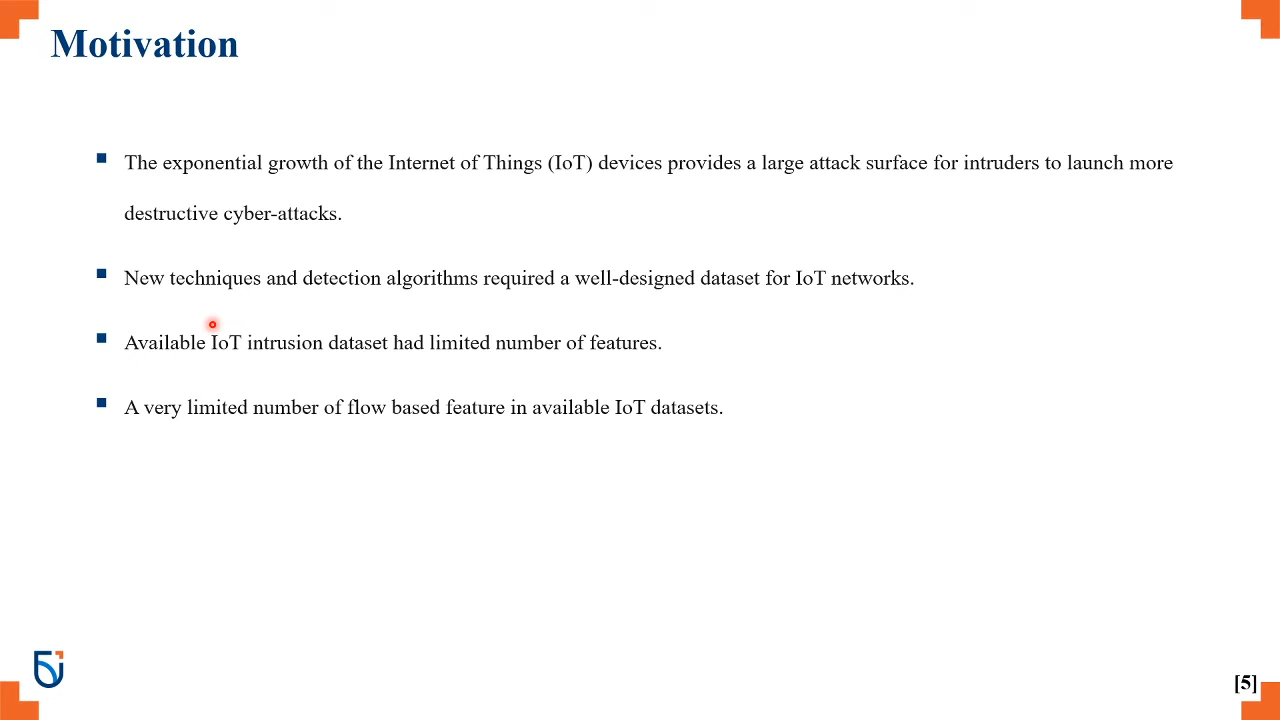 Motivation
The exponential growth of the Internet of Things (IoT) devices provides a large attack surface for intruders to launch more
destructive cyber-attacks.
New techniques and detection algorithms required a well-designed dataset for IoT networks.
Available IoT intrusion dataset had limited number of features.
A very limited number of flow based feature in available IoT datasets.
[5]